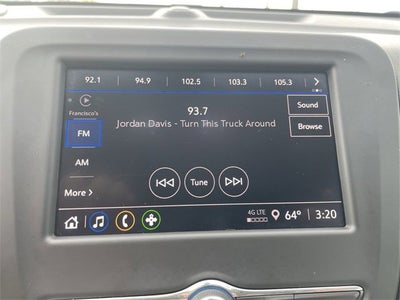 92.1 94.9 102.5 103.3 105.3
Francisco's
93.7
Sound
Jordan Davis - Turn This Truck Around
FM
Browse
AM
More
Tune
4G LTE
64°
3:20